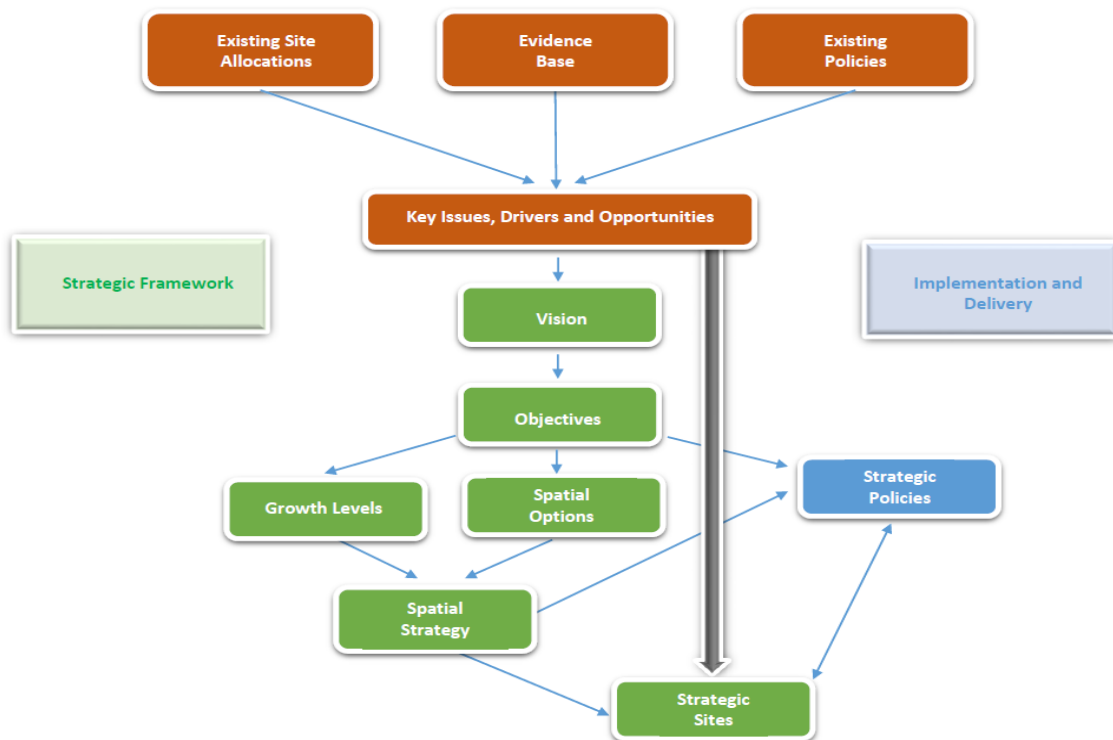 Existing Site
Allocations
Evidence
Base
Existing
Policies
Key Issues, Drivers and Opportunities
Strategic Framework
Implementation and
Delivery
Vision
Objectives
Growth Levels
Spatial
Options
Strategic
Policies
Spatial
Strategy
Strategic
Sites